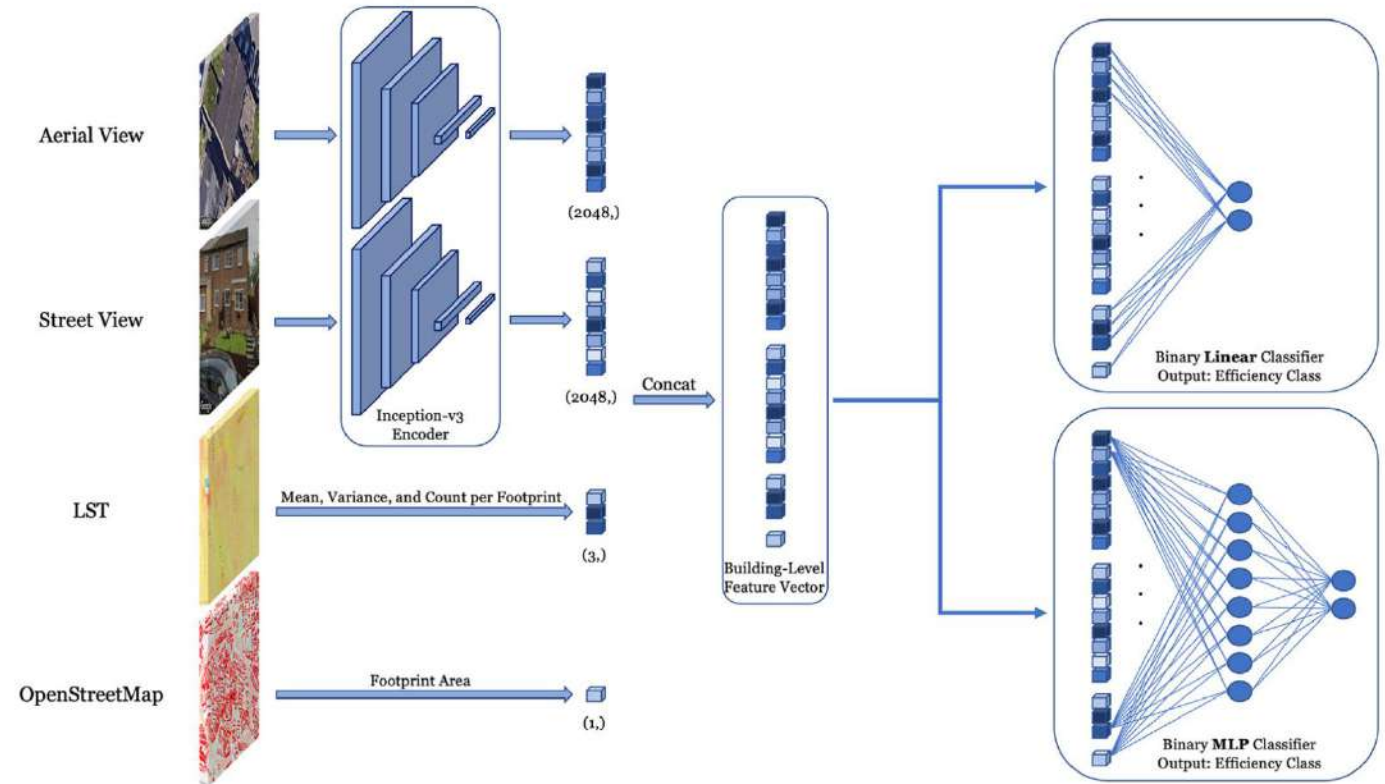 Aerial View
(2048,)
Street View
(2048,)
Inception-v3
Encoder
Concat
LST
Mean, Variance, and Count per Footprint
(3,)
OpenStreetMap
Footprint Area
(1,)
Building-Level
Feature Vector
Binary Linear Classifier
Output: Efficiency Class
Binary MLP Classifier
Output: Efficiency Class